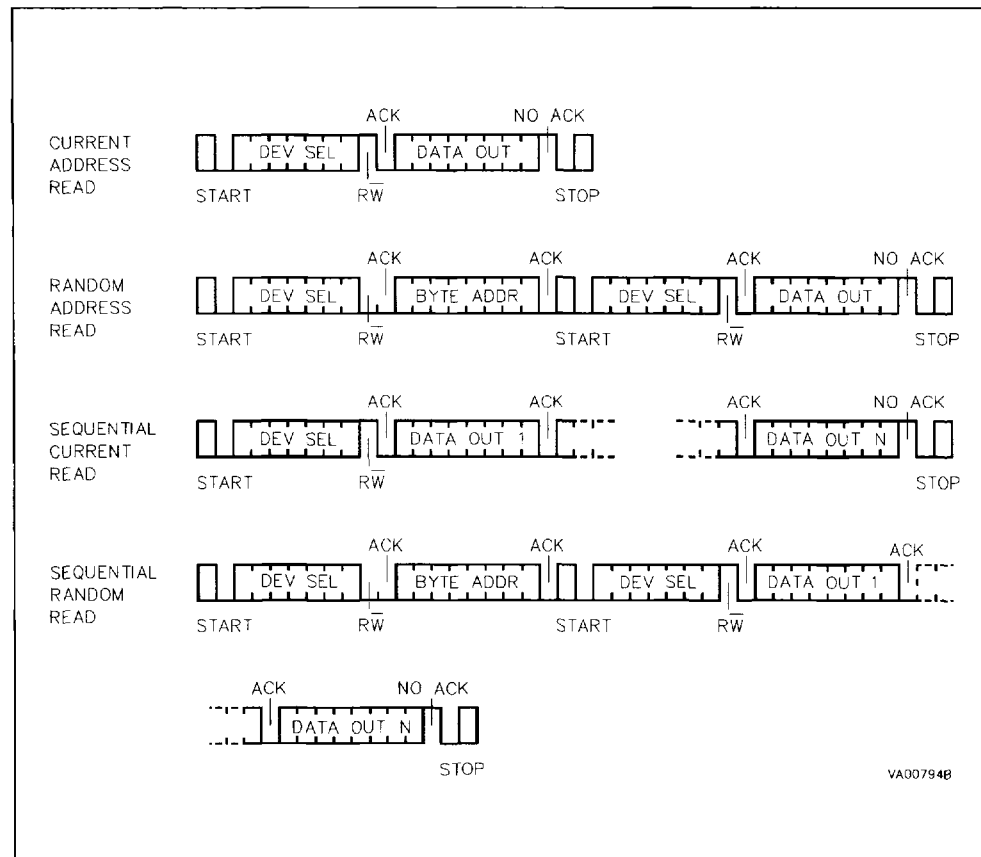 ACK NO ACK
CURRENT
ADDRESS
READ
DEV SEL DATA OUT
START RW̅ STOP
ACK ACK ACK NO ACK
RANDOM
ADDRESS
READ
DEV SEL BYTE ADDR DEV SEL DATA OUT
START RW̅ START RW̅ STOP
ACK ACK ACK NO ACK
SEQUENTIAL
CURRENT
READ
DEV SEL DATA OUT 1 DATA OUT N
START RW̅ STOP
ACK ACK ACK ACK
SEQUENTIAL
RANDOM
READ
DEV SEL BYTE ADDR DEV SEL DATA OUT 1
START RW̅ START RW̅
ACK NO ACK
DATA OUT N
STOP
VA00794B